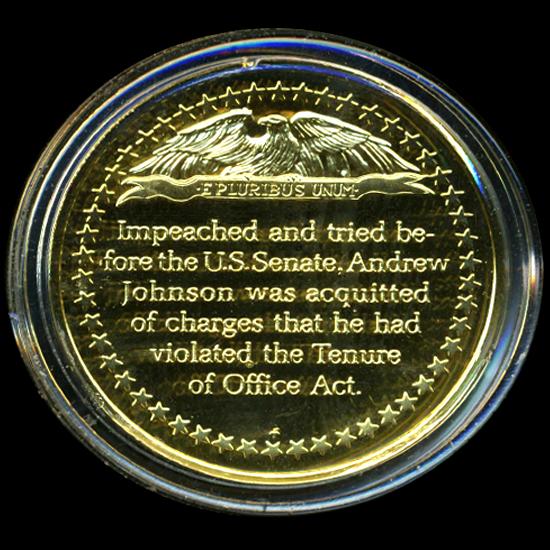 E PLURIBUS UNUM
Impeached and tried be-
fore the U.S. Senate, Andrew
Johnson was acquitted
of charges that he had
violated the Tenure
of Office Act.